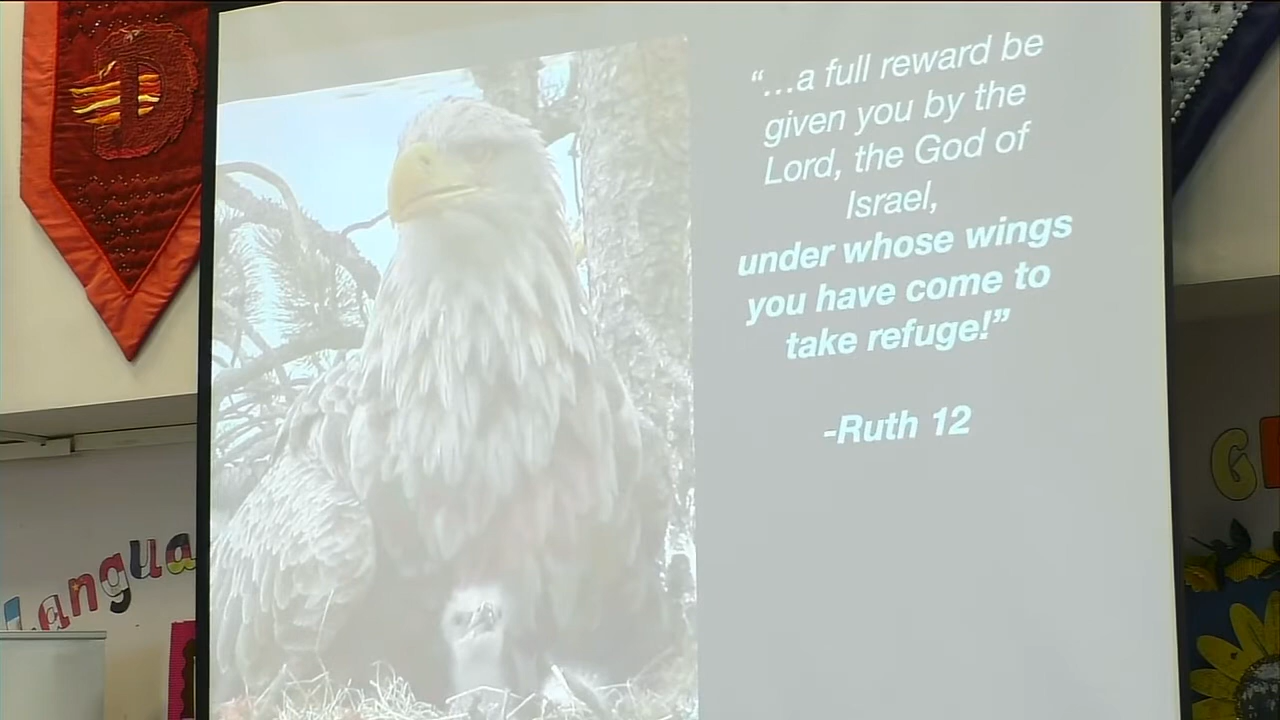 D
“…a full reward be
given you by the
Lord, the God of
Israel,
under whose wings
you have come to
take refuge!”
-Ruth 12
Langua
G